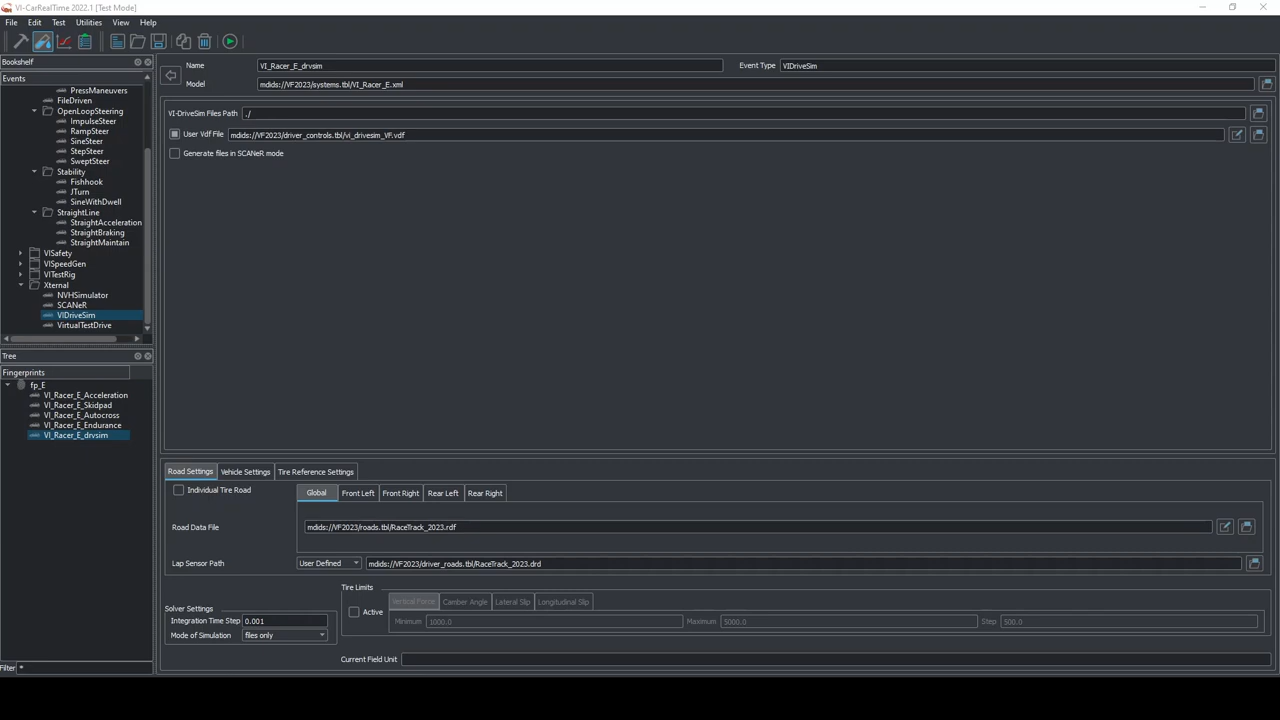 VI-CarRealTime 2022.1 [Test Mode]
File Edit Test Utilities View Help
Bookshelf
Events
PressManeuvers
FileDriven
OpenLoopSteering
ImpulseSteer
RampSteer
SineSteer
StepSteer
SweptSteer
Stability
Fishhook
JTurn
SineWithDwell
StraightLine
StraightAcceleration
StraightBraking
StraightMaintain
VISafety
VISpeedGen
VITestRig
Xternal
NVHSimulator
SCANeR
VIDriveSim
VirtualTestDrive
Tree
Fingerprints
fp_E
VI_Racer_E_Acceleration
VI_Racer_E_Skidpad
VI_Racer_E_Autocross
VI_Racer_E_Endurance
VI_Racer_E_drvsim
Filter *
Name VI_Racer_E_drvsim Event Type VIDriveSim
Model mdids://VF2023/systems.tbl/VI_Racer_E.xml
VI-DriveSim Files Path ./
User Vdf File mdids://VF2023/driver_controls.tbl/vi_drivesim_VF.vdf
Generate files in SCANeR mode
Road Settings Vehicle Settings Tire Reference Settings
Individual Tire Road Global Front Left Front Right Rear Left Rear Right
Road Data File mdids://VF2023/roads.tbl/RaceTrack_2023.rdf
Lap Sensor Path User Defined mdids://VF2023/driver_roads.tbl/RaceTrack_2023.drd
Tire Limits
Active Vertical Force Camber Angle Lateral Slip Longitudinal Slip
Minimum 1000.0 Maximum 5000.0 Step 500.0
Solver Settings
Integration Time Step 0.001
Mode of Simulation files only
Current Field Unit